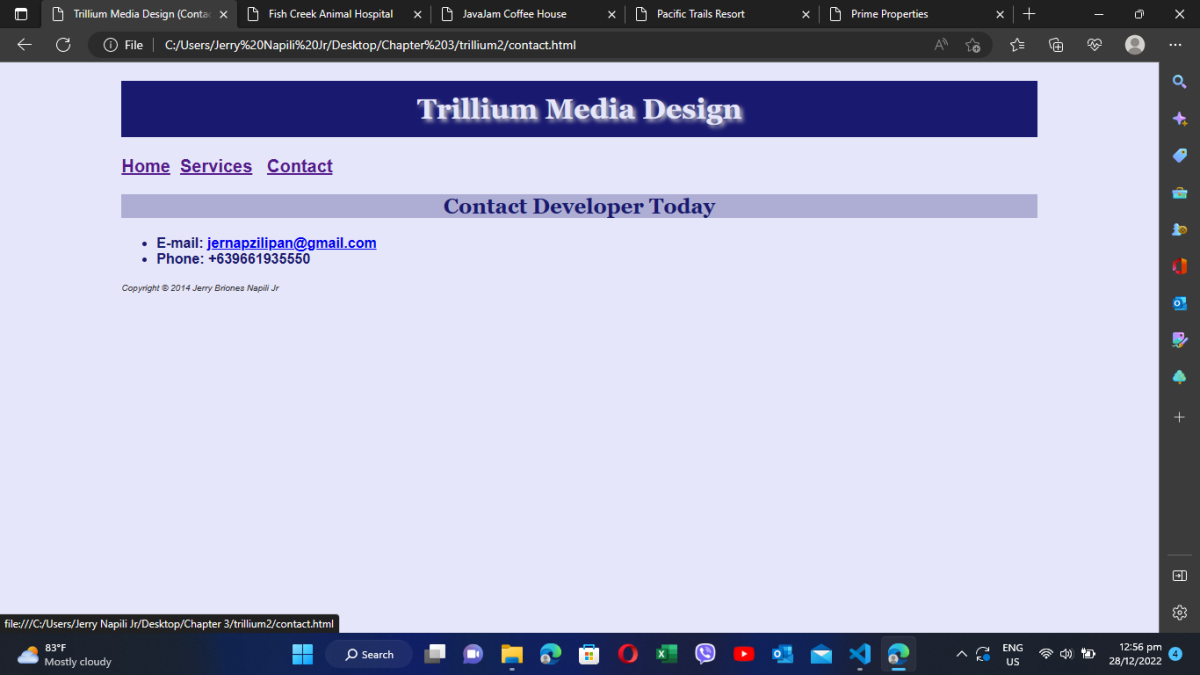 Trillium Media Design (Conta
Fish Creek Animal Hospital
JavaJam Coffee House
Pacific Trails Resort
Prime Properties
File
C:/Users/Jerry%20Napili%20Jr/Desktop/Chapter%203/trillium2/contact.html
Trillium Media Design
Home Services Contact
Contact Developer Today
• E-mail: jernapzilipan@gmail.com
• Phone: +639661935550
Copyright © 2014 Jerry Briones Napili Jr
file:///C:/Users/Jerry Napili Jr/Desktop/Chapter 3/trillium2/contact.html
83°F
Mostly cloudy
Search
ENG
US
12:56 pm
28/12/2022
4